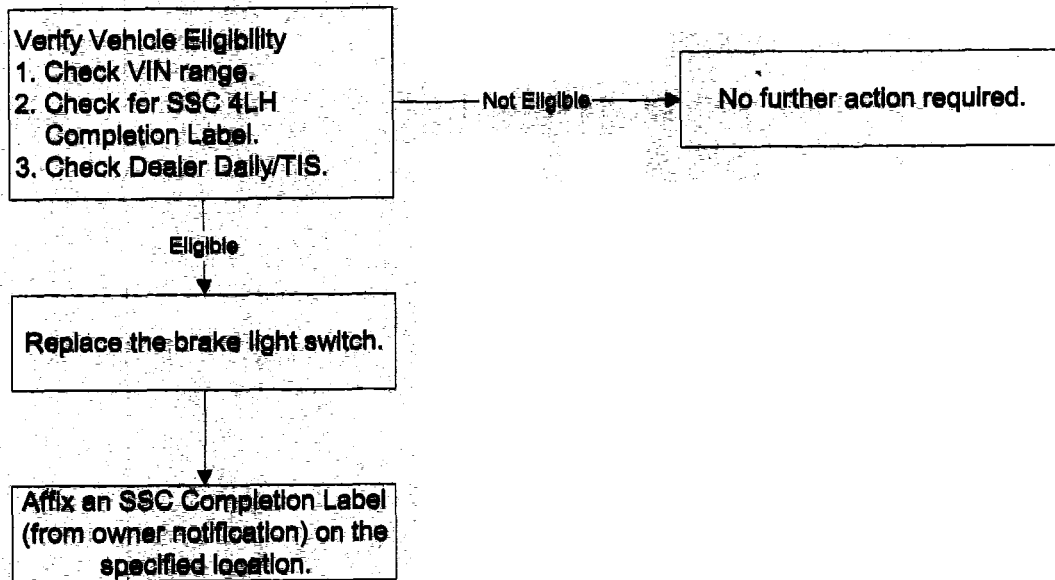 Verify Vehicle Eligibility
1. Check VIN range.
2. Check for SSC 4LH
Completion Label.
3. Check Dealer Daily/TIS.
Not Eligible
No further action required.
Eligible
Replace the brake light switch.
Affix an SSC Completion Label
(from owner notification) on the
specified location.